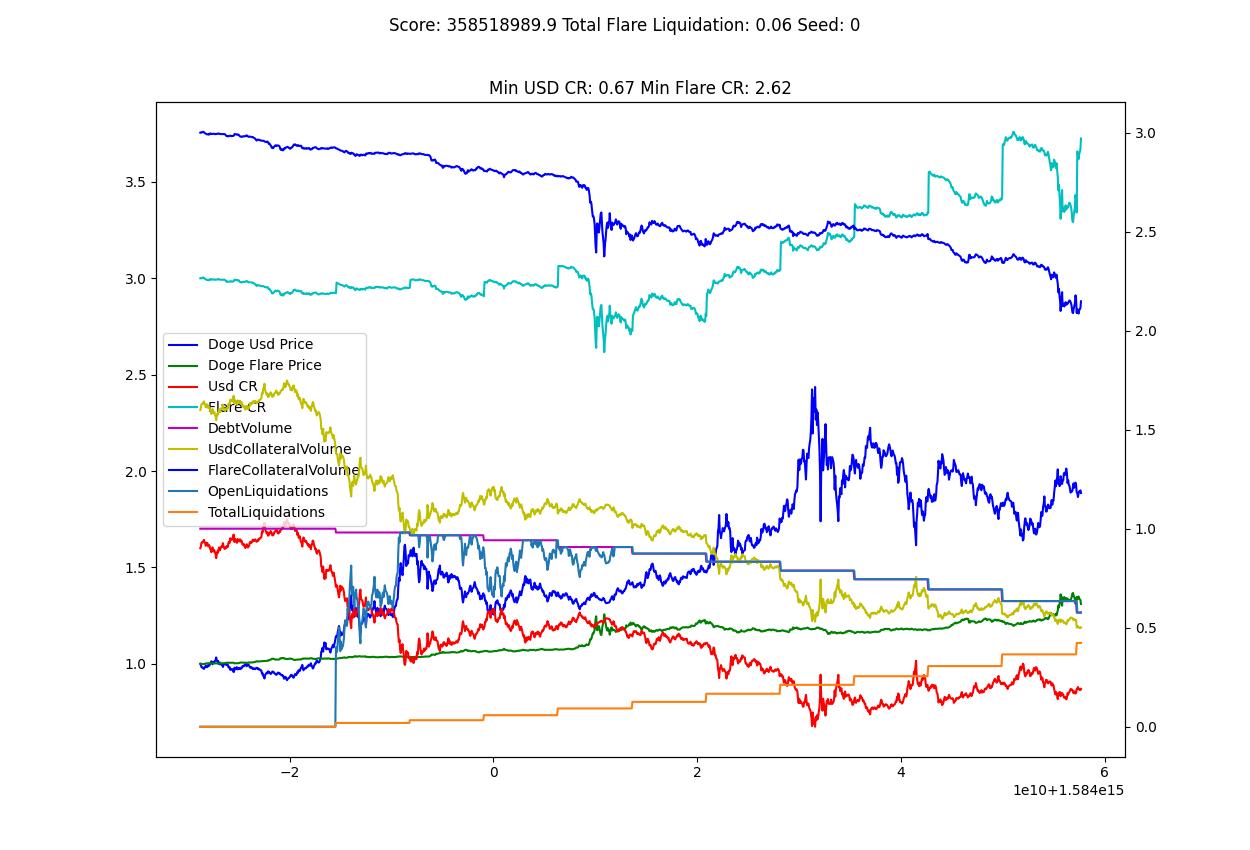 Score: 358518989.9 Total Flare Liquidation: 0.06 Seed: 0
Min USD CR: 0.67 Min Flare CR: 2.62
3.5
3.0
2.5
2.0
1.5
1.0
3.0
2.5
2.0
1.5
1.0
0.5
0.0
Doge Usd Price
Doge Flare Price
Usd CR
Flare CR
DebtVolume
UsdCollateralVolume
FlareCollateralVolume
OpenLiquidations
TotalLiquidations
−2 0 2 4 6
1e10+1.584e15